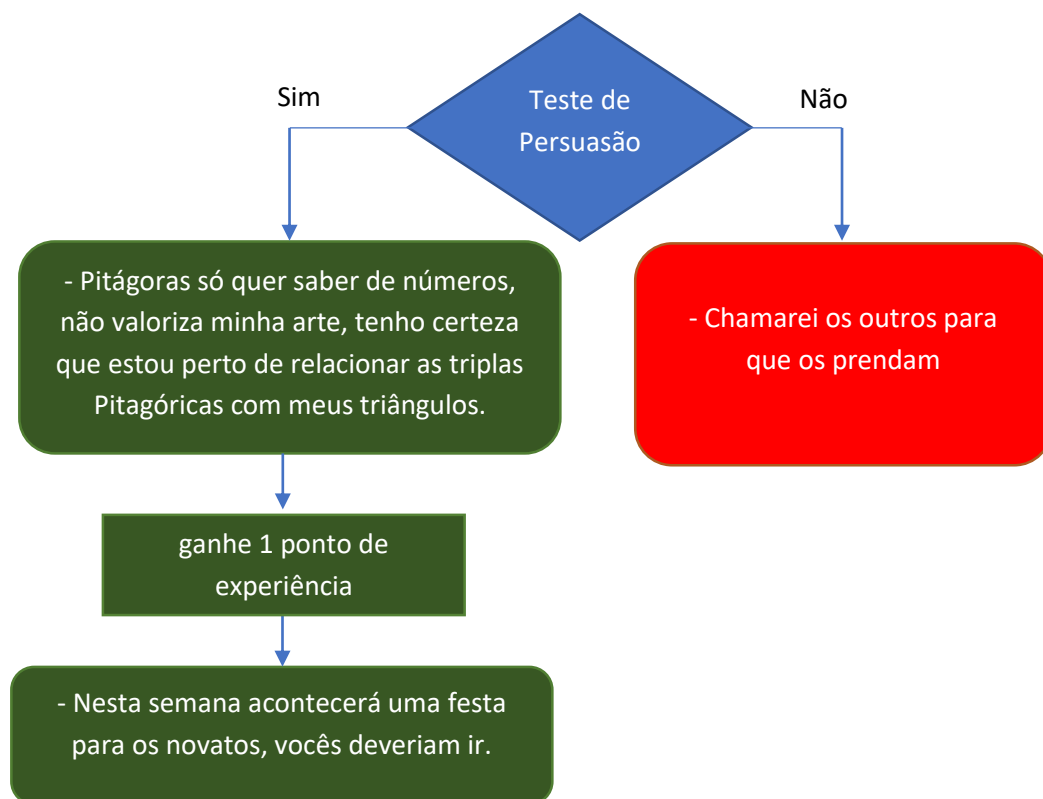 Sim
Teste de
Persuasão
Não
- Pitágoras só quer saber de números,
não valoriza minha arte, tenho certeza
que estou perto de relacionar as triplas
Pitagóricas com meus triângulos.
- Chamarei os outros para
que os prendam
ganhe 1 ponto de
experiência
- Nesta semana acontecerá uma festa
para os novatos, vocês deveriam ir.